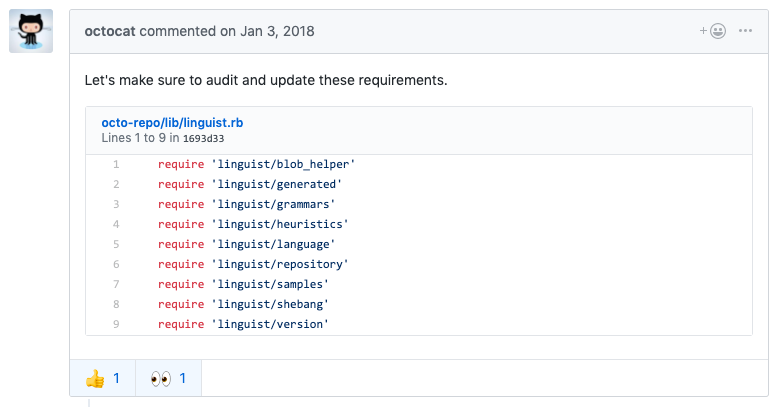 octocat commented on Jan 3, 2018
Let's make sure to audit and update these requirements.
octo-repo/lib/linguist.rb
Lines 1 to 9 in 1693d33
1 require 'linguist/blob_helper'
2 require 'linguist/generated'
3 require 'linguist/grammars'
4 require 'linguist/heuristics'
5 require 'linguist/language'
6 require 'linguist/repository'
7 require 'linguist/samples'
8 require 'linguist/shebang'
9 require 'linguist/version'
👍 1 👀 1